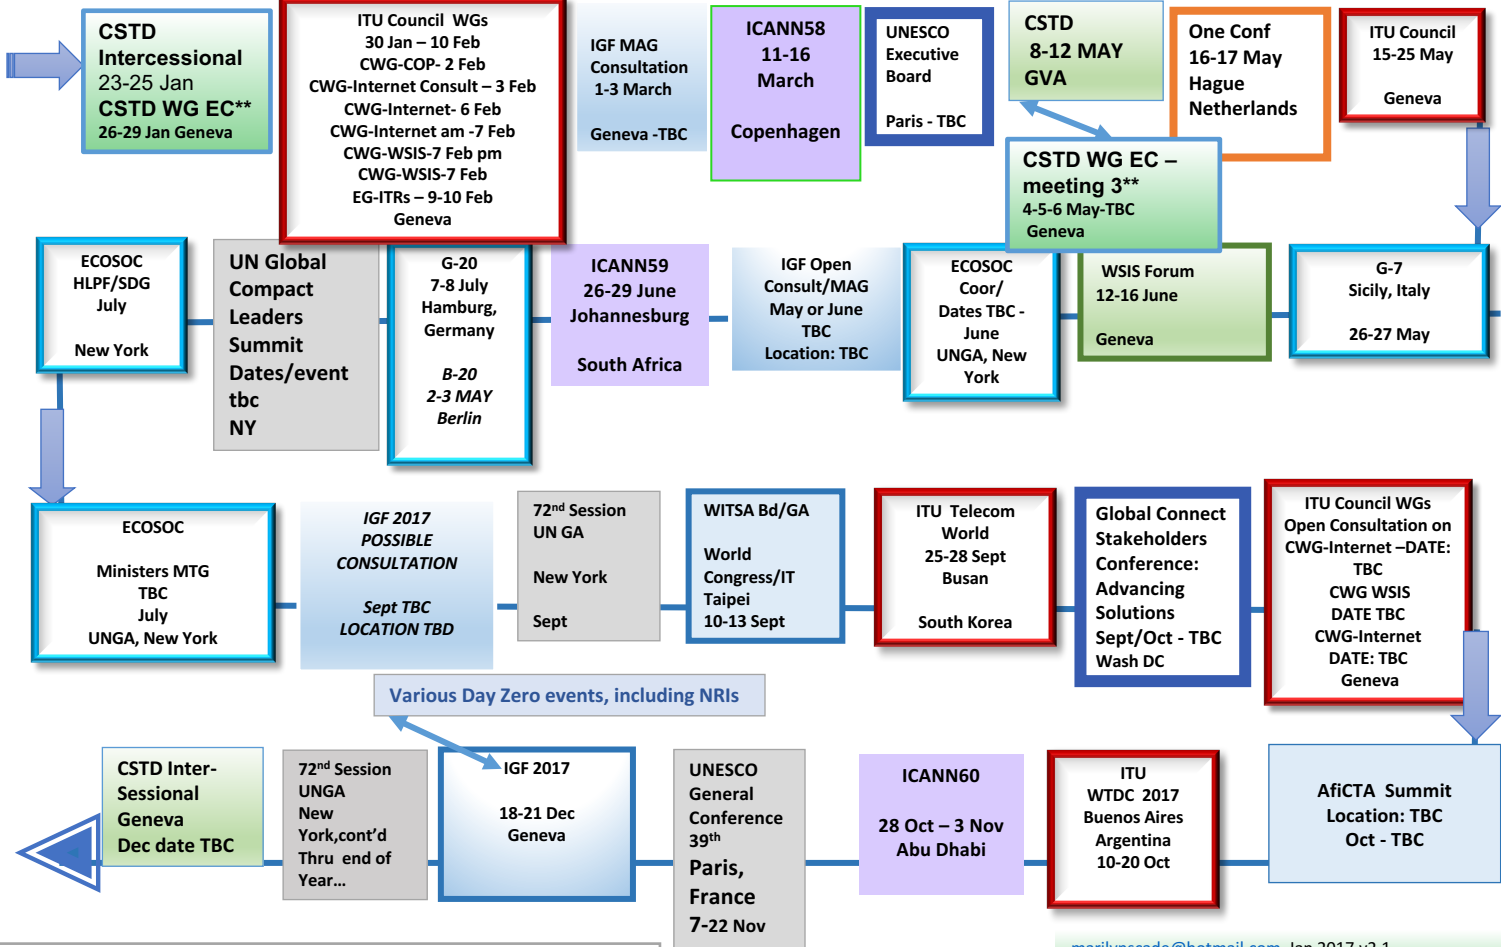 CSTD
Intercessional
23-25 Jan
CSTD WG EC**
26-29 Jan Geneva
ITU Council WGs
30 Jan – 10 Feb
CWG-COP- 2 Feb
CWG-Internet Consult – 3 Feb
CWG-Internet- 6 Feb
CWG-Internet am -7 Feb
CWG-WSIS-7 Feb pm
CWG-WSIS-7 Feb
EG-ITRs – 9-10 Feb
Geneva
IGF MAG
Consultation
1-3 March
Geneva -TBC
ICANN58
11-16
March
Copenhagen
UNESCO
Executive
Board
Paris - TBC
CSTD
8-12 MAY
GVA
CSTD WG EC –
meeting 3**
4-5-6 May-TBC
Geneva
One Conf
16-17 May
Hague
Netherlands
ITU Council
15-25 May
Geneva
G-7
Sicily, Italy
26-27 May
WSIS Forum
12-16 June
Geneva
ECOSOC
Coor/
Dates TBC -
June
UNGA, New
York
IGF Open
Consult/MAG
May or June
TBC
Location: TBC
ICANN59
26-29 June
Johannesburg
South Africa
G-20
7-8 July
Hamburg,
Germany
B-20
2-3 MAY
Berlin
UN Global
Compact
Leaders
Summit
Dates/event
tbc
NY
ECOSOC
HLPF/SDG
July
New York
ECOSOC
Ministers MTG
TBC
July
UNGA, New York
IGF 2017
POSSIBLE
CONSULTATION
Sept TBC
LOCATION TBD
72nd Session
UN GA
New York
Sept
WITSA Bd/GA
World
Congress/IT
Taipei
10-13 Sept
ITU Telecom
World
25-28 Sept
Busan
South Korea
Global Connect
Stakeholders
Conference:
Advancing
Solutions
Sept/Oct - TBC
Wash DC
ITU Council WGs
Open Consultation on
CWG-Internet –DATE:
TBC
CWG WSIS
DATE TBC
CWG-Internet
DATE: TBC
Geneva
AfiCTA Summit
Location: TBC
Oct - TBC
ITU
WTDC 2017
Buenos Aires
Argentina
10-20 Oct
ICANN60
28 Oct – 3 Nov
Abu Dhabi
UNESCO
General
Conference
39th
Paris,
France
7-22 Nov
Various Day Zero events, including NRIs
IGF 2017
18-21 Dec
Geneva
72nd Session
UNGA
New
York,cont'd
Thru end of
Year...
CSTD Inter-
Sessional
Geneva
Dec date TBC
marilynscade@hotmail.com Jan 2017 v2.1